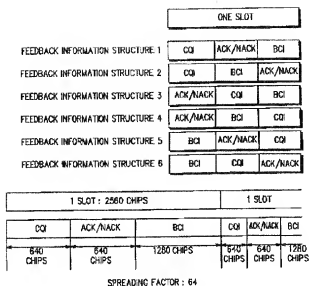 ONE SLOT
FEEDBACK INFORMATION STRUCTURE 1 CQI ACK/NACK BCI
FEEDBACK INFORMATION STRUCTURE 2 CQI BCI ACK/NACK
FEEDBACK INFORMATION STRUCTURE 3 ACK/NACK CQI BCI
FEEDBACK INFORMATION STRUCTURE 4 ACK/NACK BCI CQI
FEEDBACK INFORMATION STRUCTURE 5 BCI ACK/NACK CQI
FEEDBACK INFORMATION STRUCTURE 6 BCI CQI ACK/NACK
1 SLOT : 2560 CHIPS 1 SLOT
CQI ACK/NACK BCI CQI ACK/NACK BCI
640 CHIPS 640 CHIPS 1280 CHIPS 640 CHIPS 640 CHIPS 1280 CHIPS
SPREADING FACTOR : 64